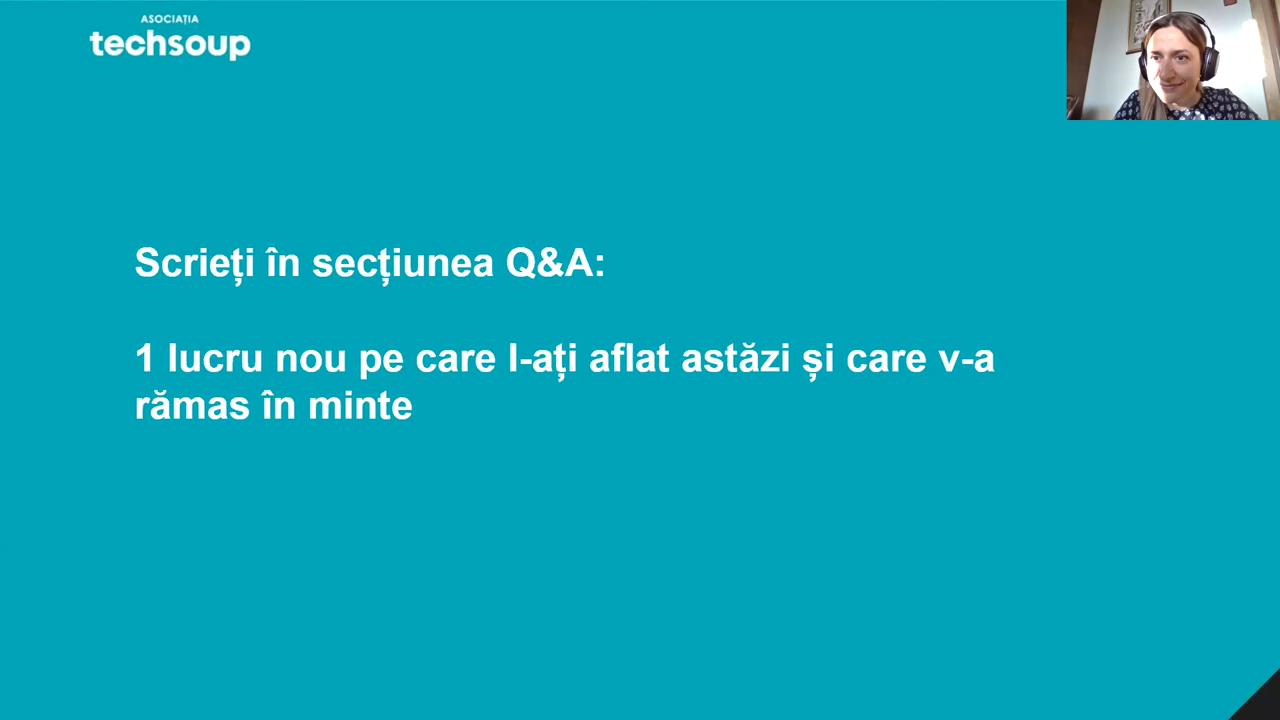 ASOCIAȚIA
techsoup
Scrieți în secțiunea Q&A:
1 lucru nou pe care l-ați aflat astăzi și care v-a
rămas în minte